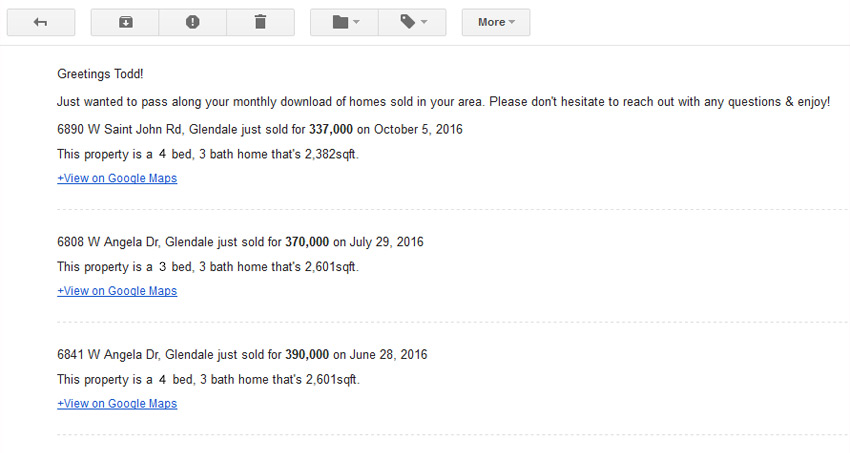 More
Greetings Todd!
Just wanted to pass along your monthly download of homes sold in your area. Please don't hesitate to reach out with any questions & enjoy!
6890 W Saint John Rd, Glendale just sold for 337,000 on October 5, 2016
This property is a 4 bed, 3 bath home that's 2,382sqft.
+View on Google Maps
6808 W Angela Dr, Glendale just sold for 370,000 on July 29, 2016
This property is a 3 bed, 3 bath home that's 2,601sqft.
+View on Google Maps
6841 W Angela Dr, Glendale just sold for 390,000 on June 28, 2016
This property is a 4 bed, 3 bath home that's 2,601sqft.
+View on Google Maps